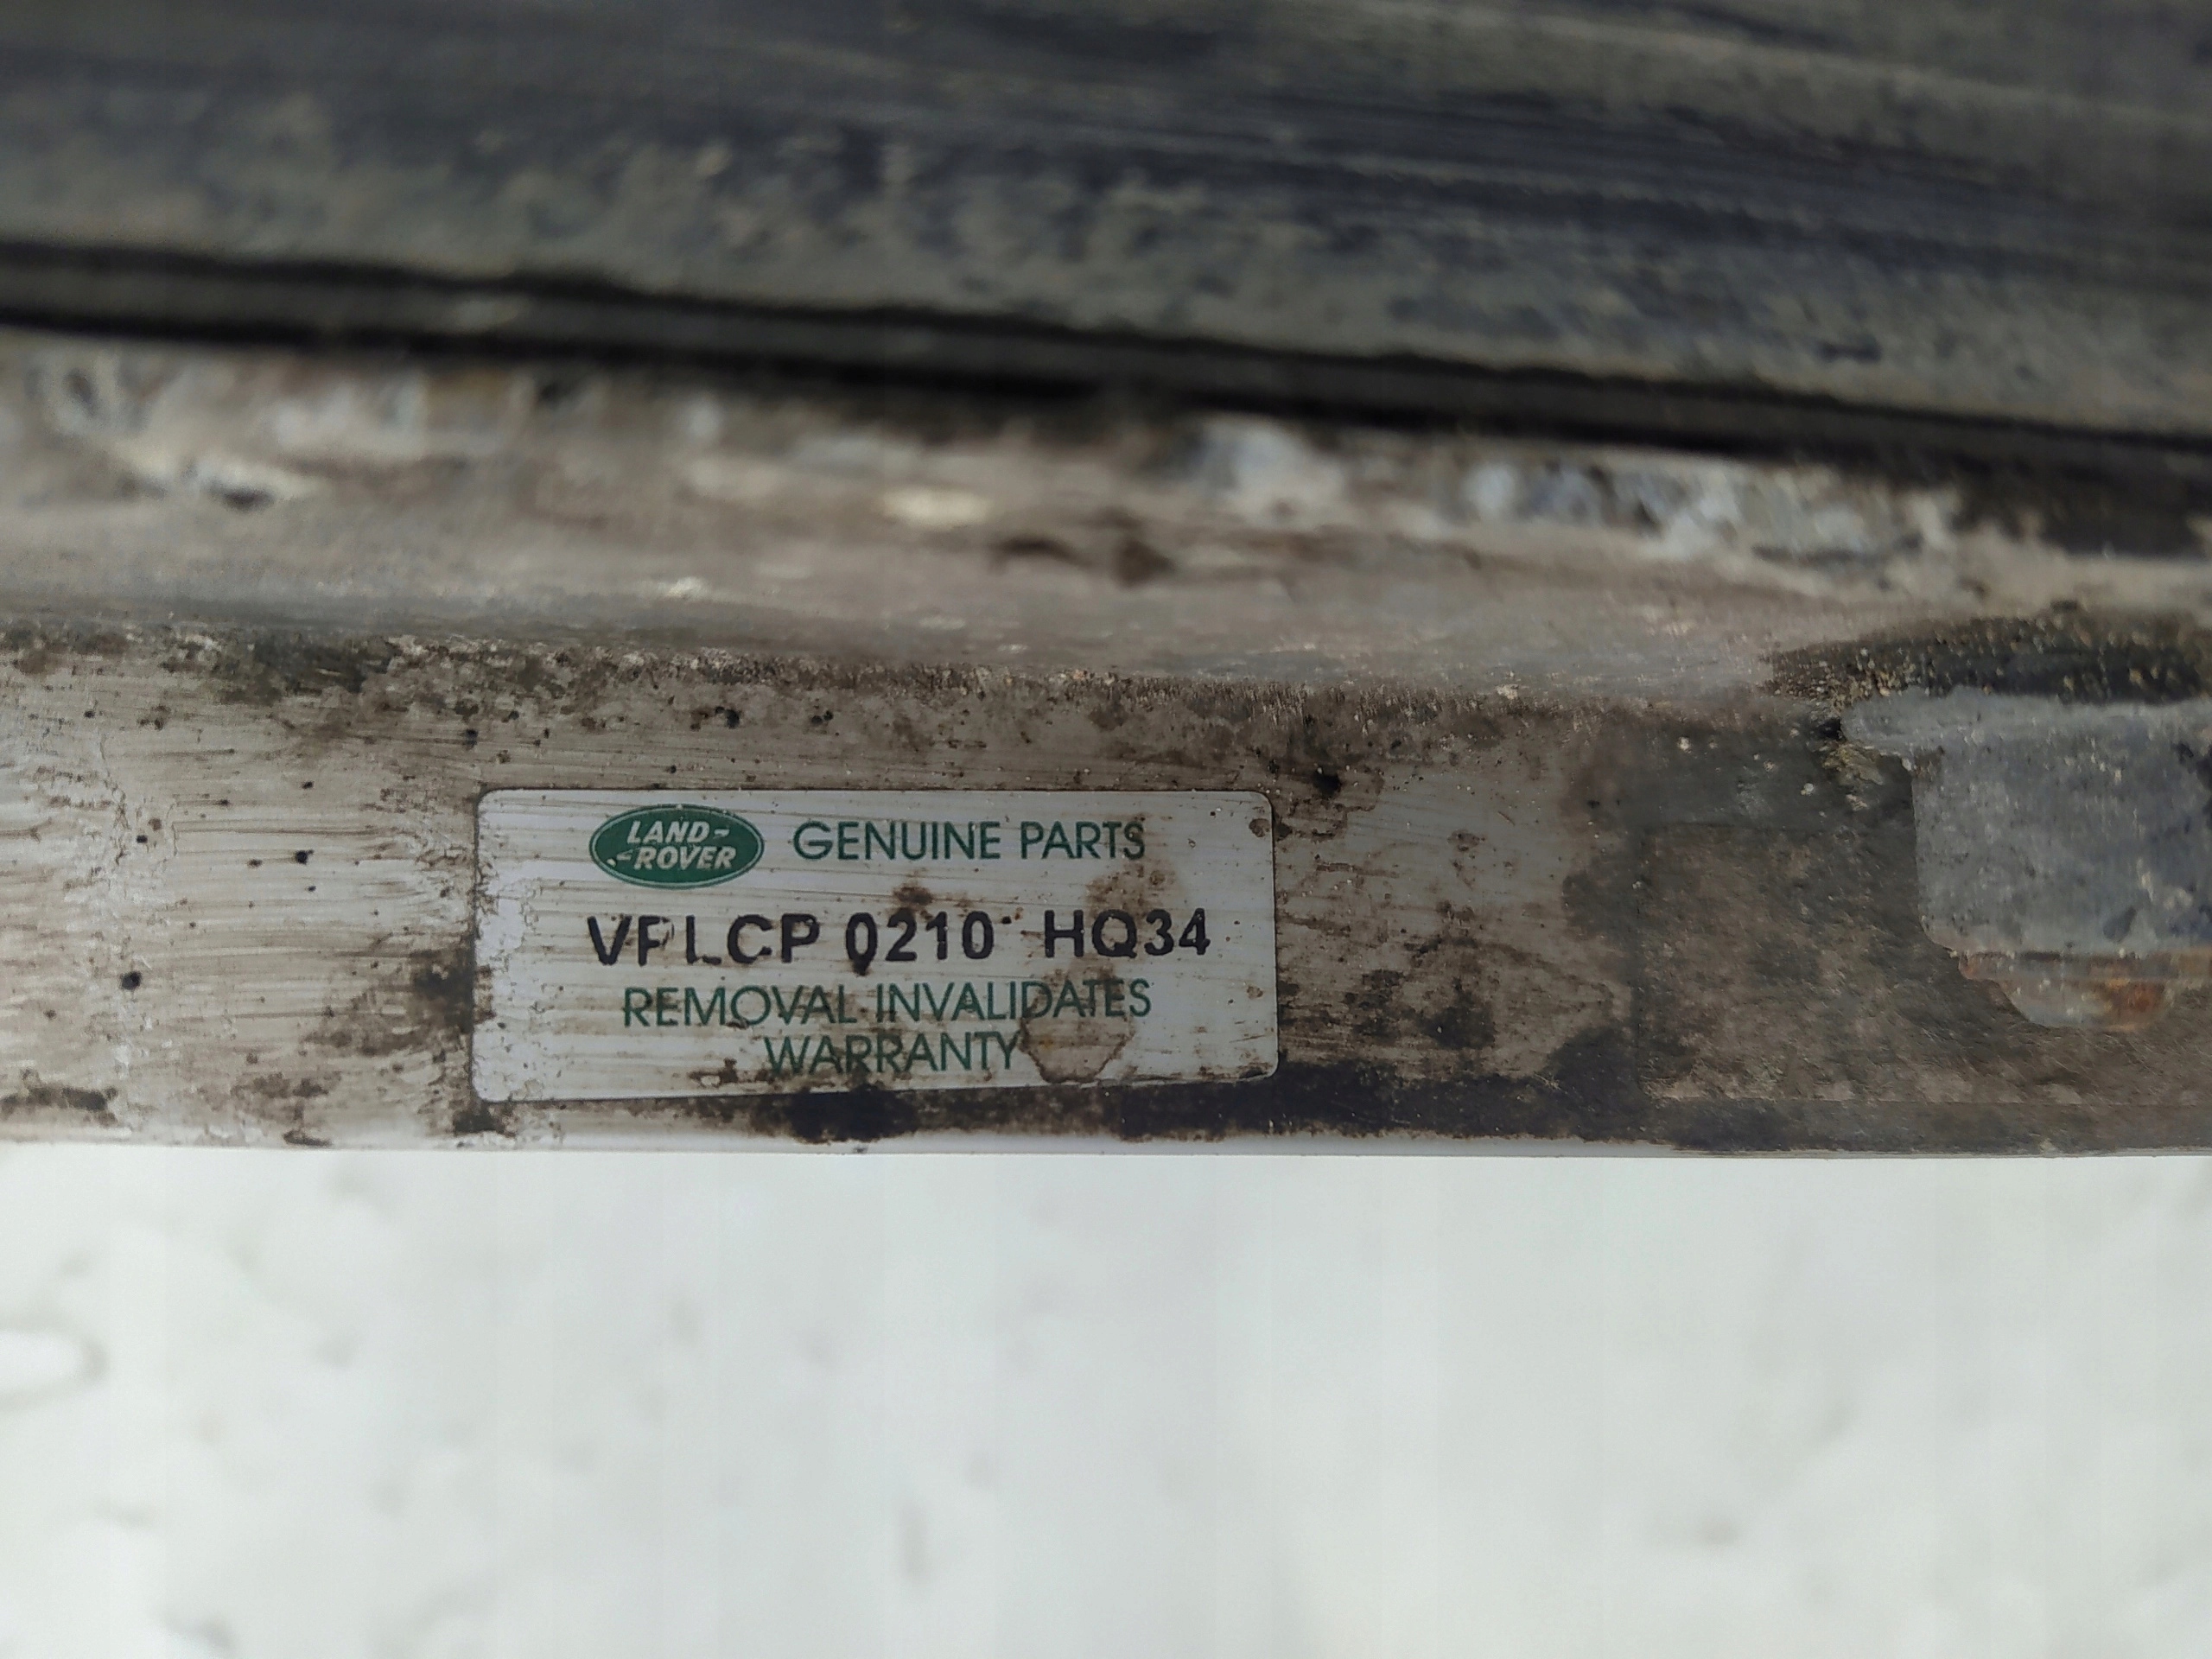 LAND-
-ROVER
GENUINE PARTS
VPLCP 0210 HQ34
REMOVAL INVALIDATES
WARRANTY